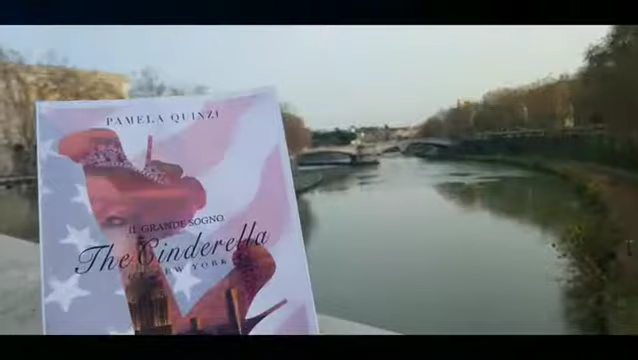 PAMELA QUINZI
IL GRANDE SOGNO
The Cinderella
NEW YORK